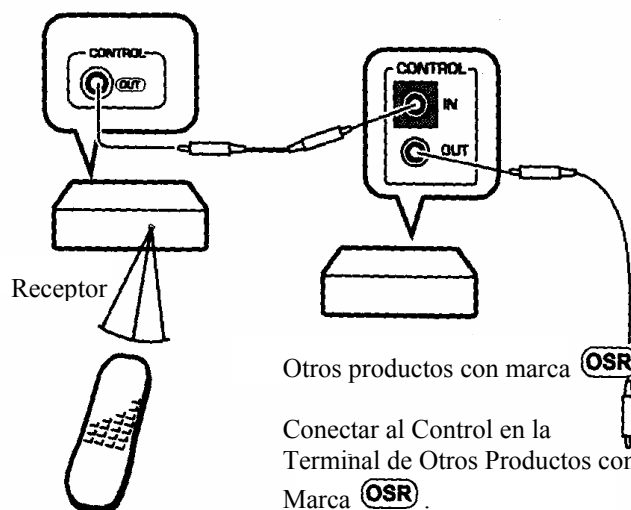 CONTROL
OUT
CONTROL
IN
OUT
Receptor
Otros productos con marca OSR
Conectar al Control en la
Terminal de Otros Productos con
Marca OSR .